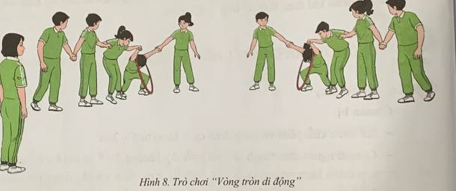 Hình 8. Trò chơi “Vòng tròn di động”